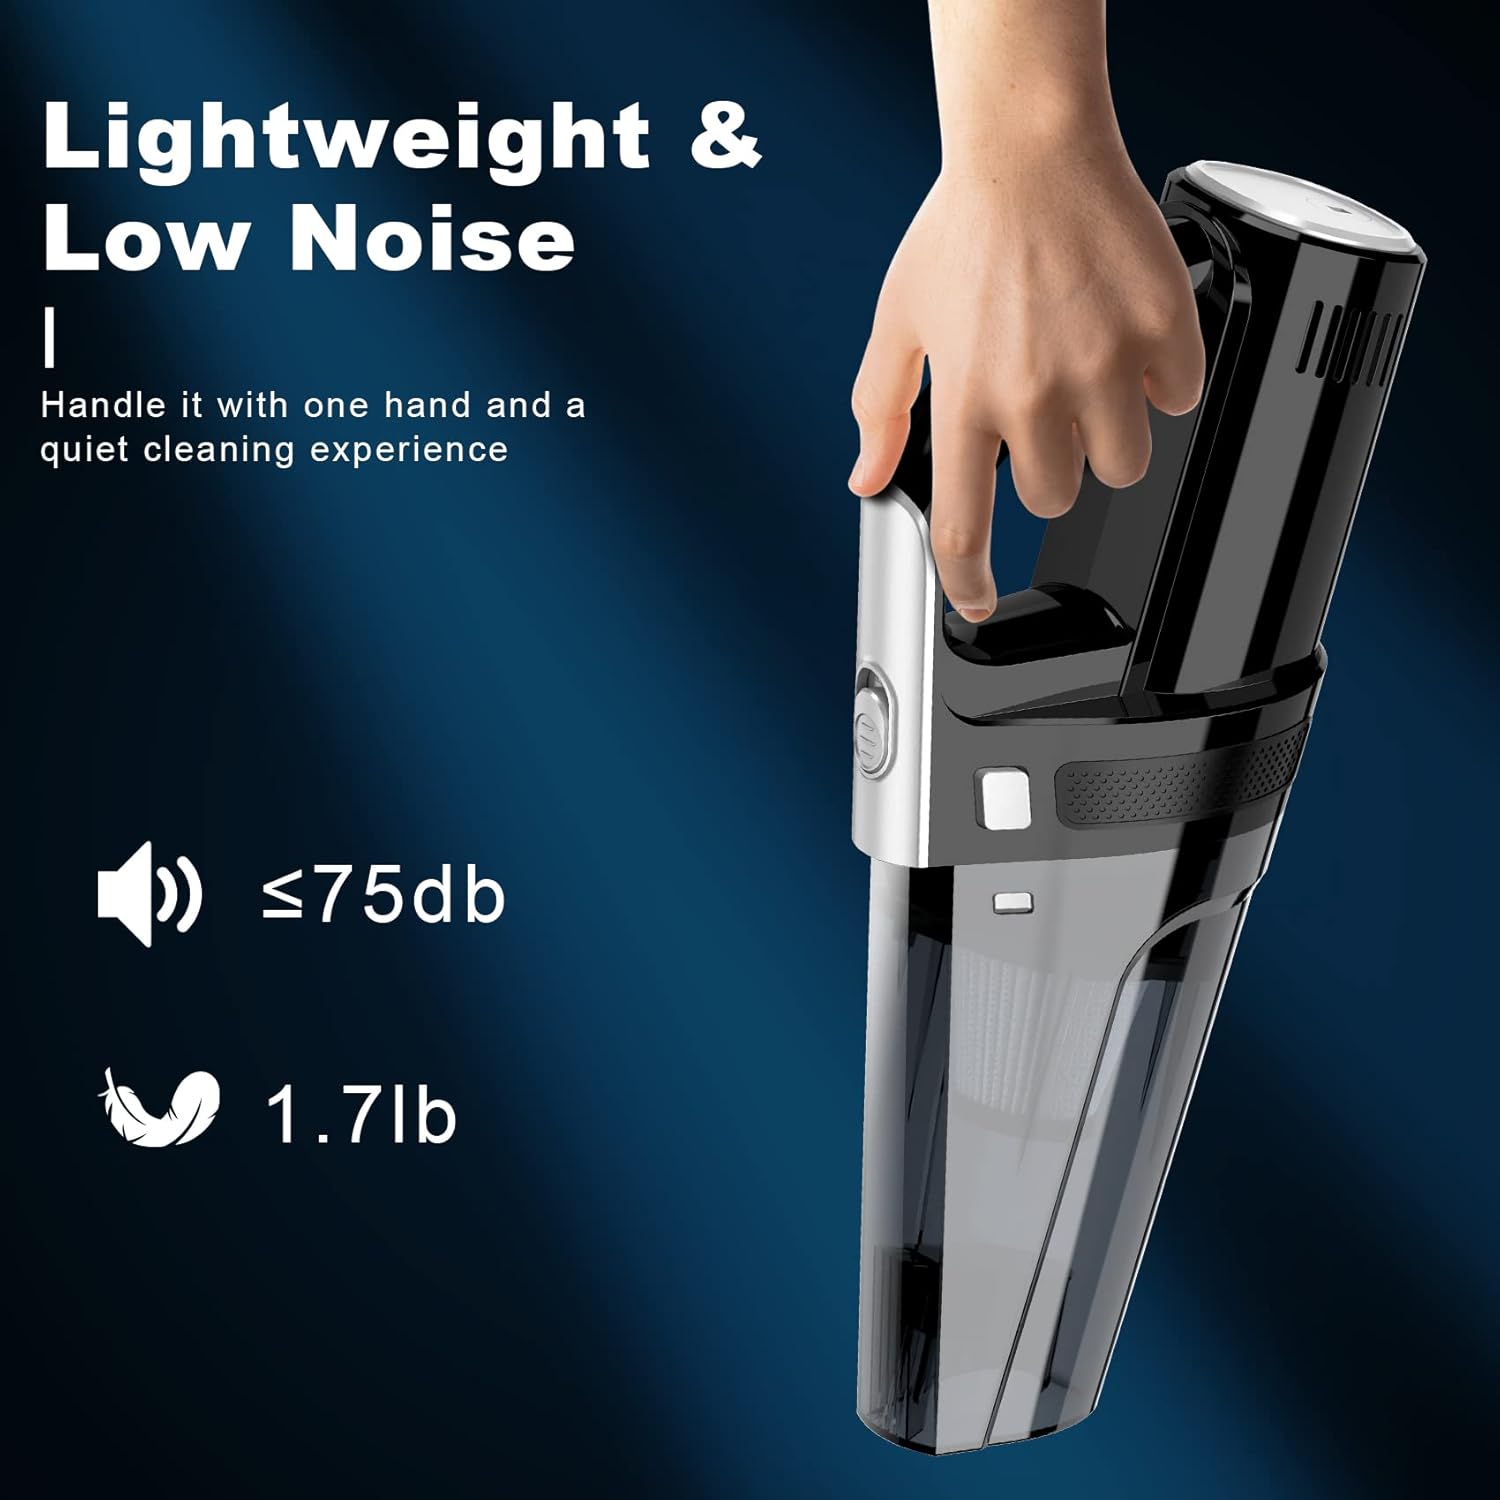 Lightweight &
Low Noise
Handle it with one hand and a
quiet cleaning experience
≤75db
1.7lb